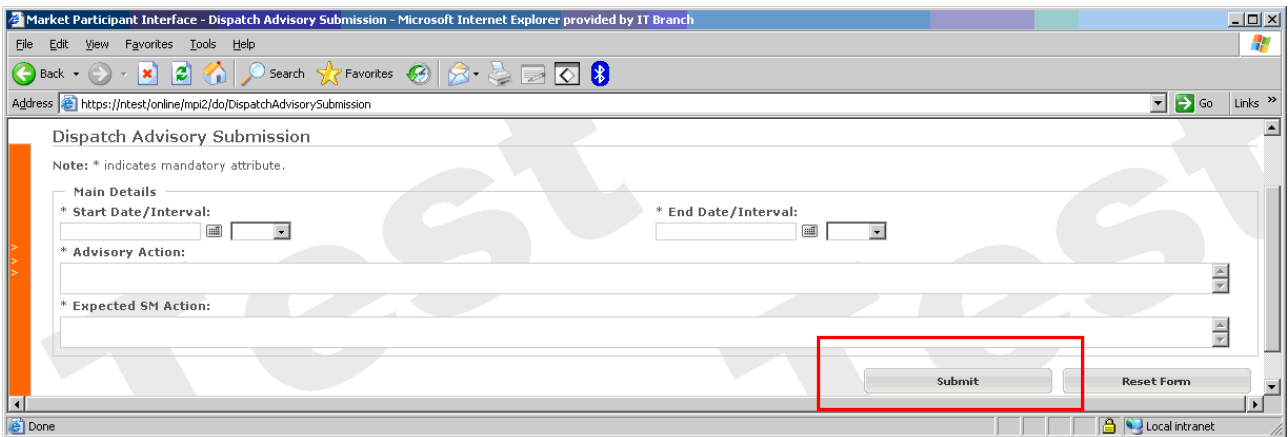 Market Participant Interface - Dispatch Advisory Submission - Microsoft Internet Explorer provided by IT Branch
File Edit View Favorites Tools Help
Back Search Favorites
Address https://ntest/online/mpi2/do/DispatchAdvisorySubmission Go Links »
Dispatch Advisory Submission
Note: * indicates mandatory attribute.
Main Details
* Start Date/Interval: * End Date/Interval:
* Advisory Action:
* Expected SM Action:
Submit Reset Form
Done Local intranet
> > >
Test Test